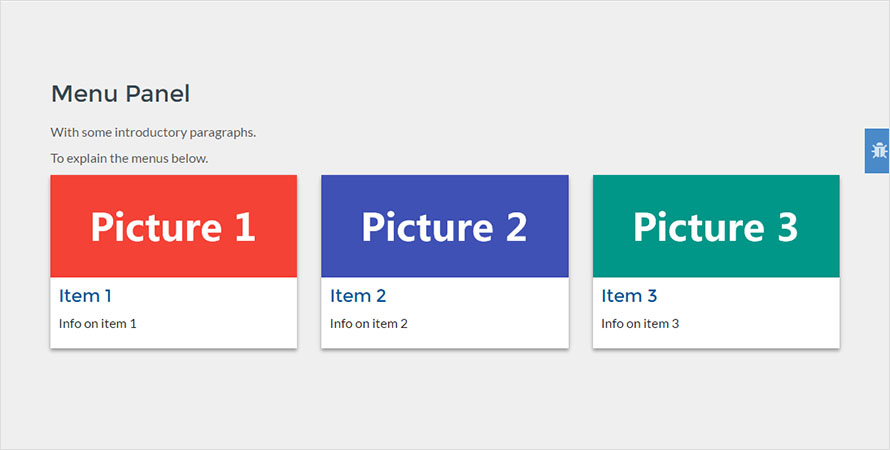 Menu Panel
With some introductory paragraphs.
To explain the menus below.
Picture 1
Picture 2
Picture 3
Item 1
Item 2
Item 3
Info on item 1
Info on item 2
Info on item 3